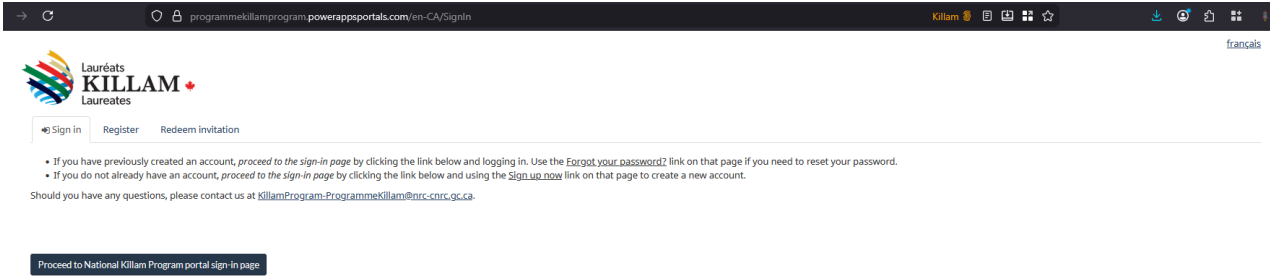 programmekillamprogram.powerappsportals.com/en-CA/SignIn
Killam
français
Lauréats
KILLAM
Laureates
Sign in
Register
Redeem invitation
• If you have previously created an account, proceed to the sign-in page by clicking the link below and logging in. Use the Forgot your password? link on that page if you need to reset your password.
• If you do not already have an account, proceed to the sign-in page by clicking the link below and using the Sign up now link on that page to create a new account.
Should you have any questions, please contact us at KillamProgram-ProgrammeKillam@nrc-cnrc.gc.ca.
Proceed to National Killam Program portal sign-in page